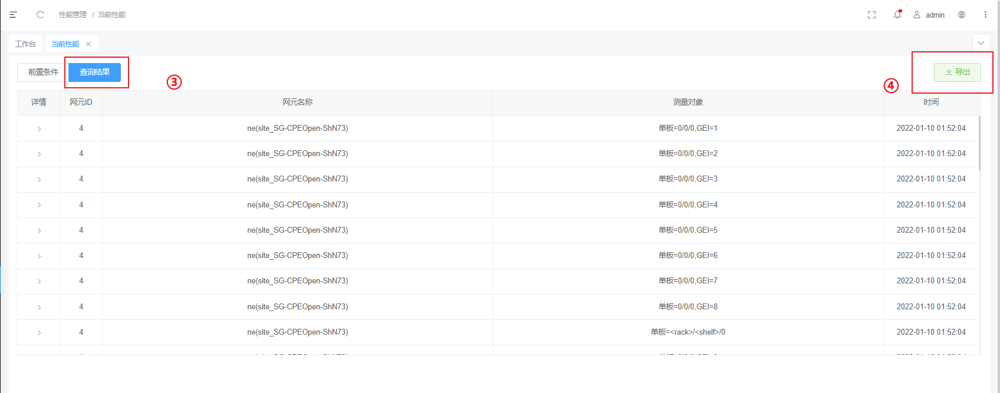 性能管理 / 当前性能
admin
工作台 当前性能
前置条件 查询结果 ③ ④ 导出
详情 网元ID 网元名称 测量对象 时间
4 ne(site_SG-CPEOpen-ShN73) 单板=0/0/0,GEI=1 2022-01-10 01:52:04
4 ne(site_SG-CPEOpen-ShN73) 单板=0/0/0,GEI=2 2022-01-10 01:52:04
4 ne(site_SG-CPEOpen-ShN73) 单板=0/0/0,GEI=3 2022-01-10 01:52:04
4 ne(site_SG-CPEOpen-ShN73) 单板=0/0/0,GEI=4 2022-01-10 01:52:04
4 ne(site_SG-CPEOpen-ShN73) 单板=0/0/0,GEI=5 2022-01-10 01:52:04
4 ne(site_SG-CPEOpen-ShN73) 单板=0/0/0,GEI=6 2022-01-10 01:52:04
4 ne(site_SG-CPEOpen-ShN73) 单板=0/0/0,GEI=7 2022-01-10 01:52:04
4 ne(site_SG-CPEOpen-ShN73) 单板=0/0/0,GEI=8 2022-01-10 01:52:04
4 ne(site_SG-CPEOpen-ShN73) 单板=<rack>/<shelf>/0 2022-01-10 01:52:04